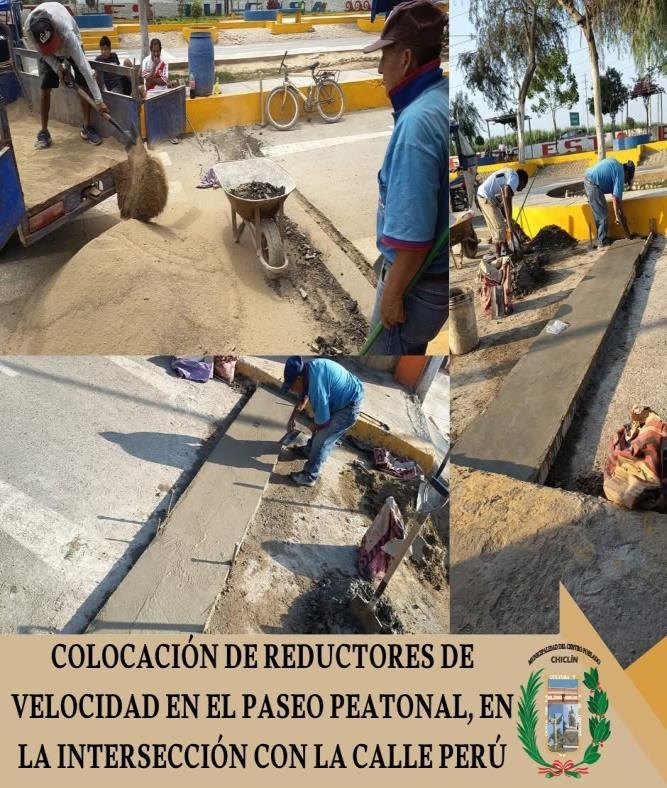 COLOCACIÓN DE REDUCTORES DE
VELOCIDAD EN EL PASEO PEATONAL, EN
LA INTERSECCIÓN CON LA CALLE PERÚ
MUNICIPALIDAD DEL CENTRO POBLADO
CHICLÍN